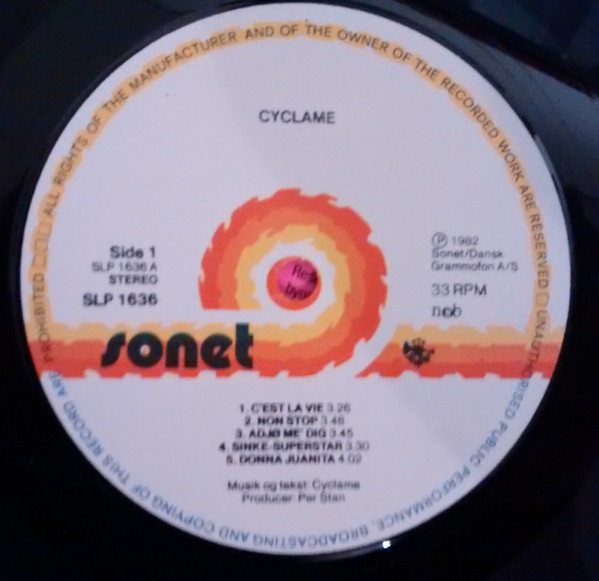 ALL RIGHTS OF THE MANUFACTURER AND OF THE OWNER OF THE RECORDED WORK ARE RESERVED □ UNAUTHORISED PUBLIC PERFORMANCE, BROADCASTING AND COPYING OF THIS RECORD ARE PROHIBITED □□□
CYCLAME
Side 1
SLP 1636 A
STEREO
SLP 1636
℗ 1982
Sonet/Dansk
Grammofon A/S
33 RPM
ncb
sonet
1. C'EST LA VIE 3.26
2. NON STOP 3.46
3. ADJØ ME' DIG 3.45
4. SINKE-SUPERSTAR 3.30
5. DONNA JUANITA 4.02
Musik og tekst: Cyclame
Producer: Per Stan